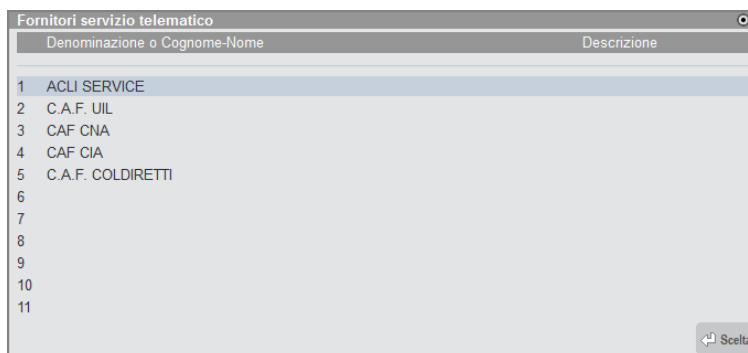 Fornitori servizio telematico
Denominazione o Cognome-Nome Descrizione
1 ACLI SERVICE
2 C.A.F. UIL
3 CAF CNA
4 CAF CIA
5 C.A.F. COLDIRETTI
6
7
8
9
10
11
Scelta